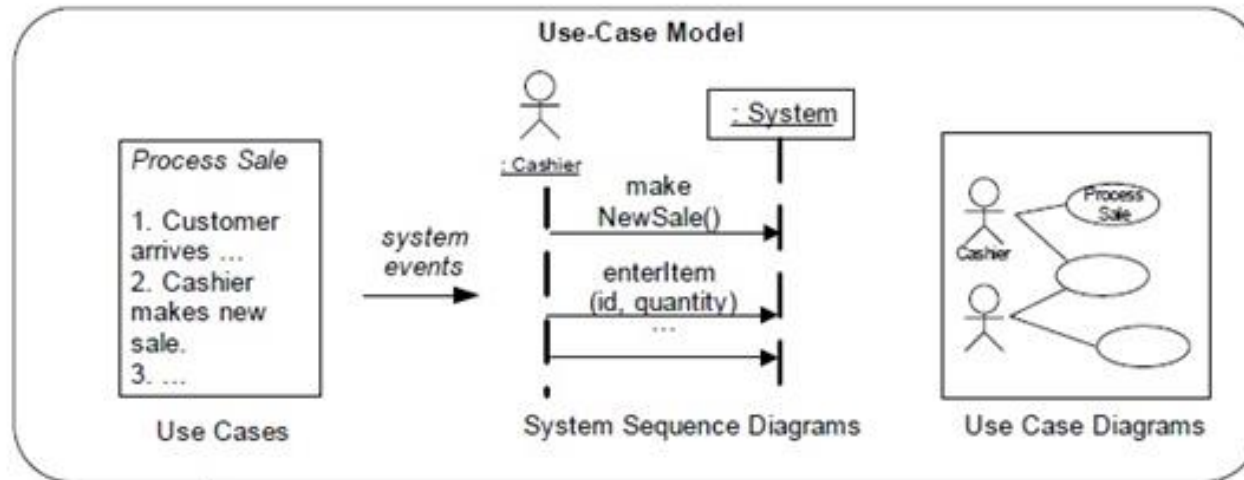 Use-Case Model
Process Sale
1. Customer
arrives ...
2. Cashier
makes new
sale.
3. ...
Use Cases
system
events
: Cashier
: System
make
NewSale()
enterItem
(id, quantity)
...
System Sequence Diagrams
Process
Sale
Cashier
Use Case Diagrams